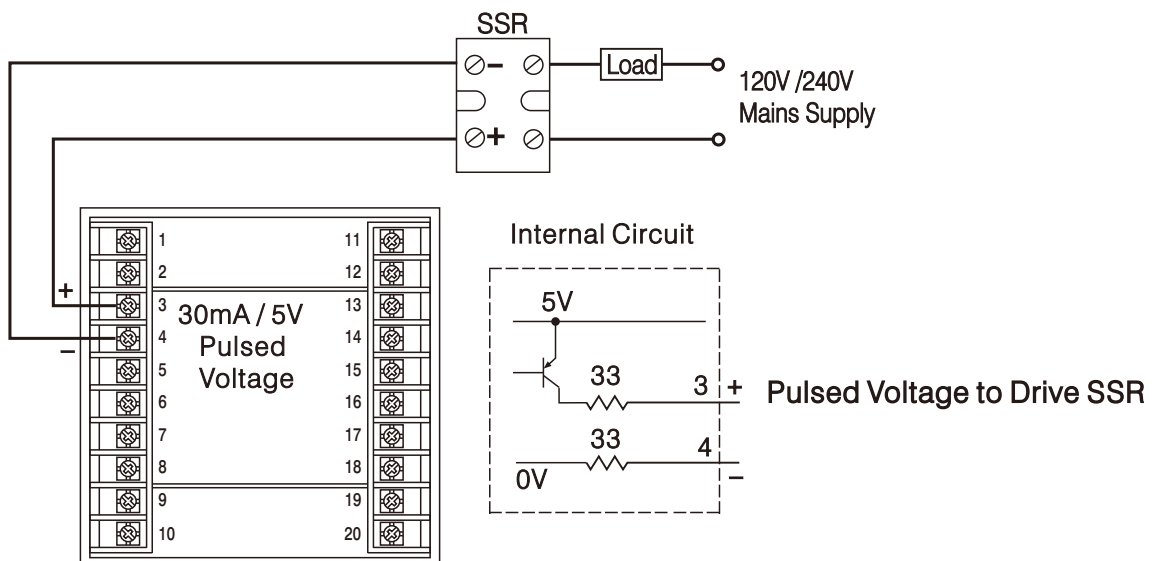 SSR
−
Load
120V /240V
Mains Supply
+
1
2
3
4
5
6
7
8
9
10
11
12
13
14
15
16
17
18
19
20
+
−
30mA / 5V
Pulsed
Voltage
Internal Circuit
5V
33
3
+
Pulsed Voltage to Drive SSR
33
4
0V
−